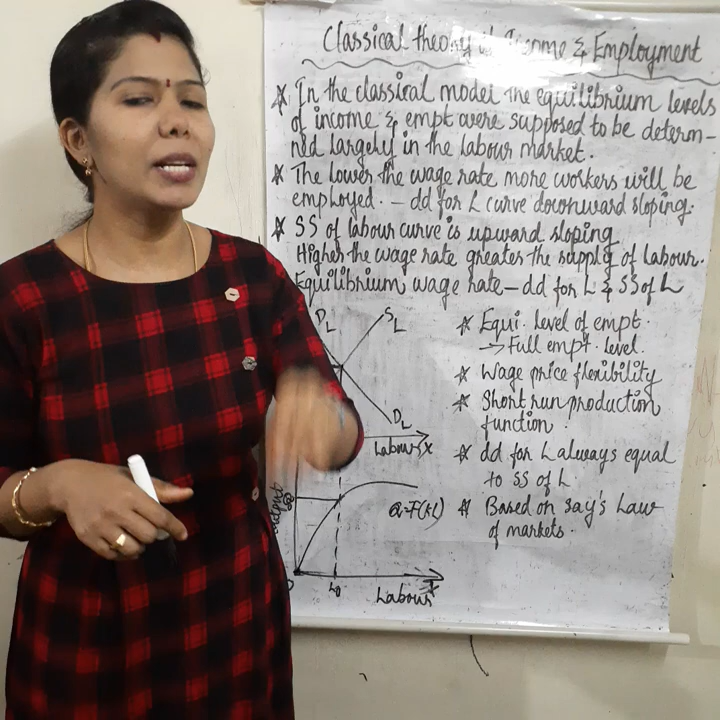 Classical theory of Income & Employment
* In the classical model the equilibrium levels
of income & empt were supposed to be determ-
ned largely in the labour market.
* The lower the wage rate more workers will be
employed. - dd for L curve downward sloping.
* SS of labour curve is upward sloping
Higher the wage rate greater the supply of labour.
Equilibrium wage rate - dd for L & SS of L
DL
SL
DL
Labour X
* Equi. level of empt.
→ Full empt. level.
* Wage price flexibility
* Short run production
function.
* dd for L always equal
to SS of L
* Based on Say's Law
of markets.
Q=F(KL)
L0
Labour X